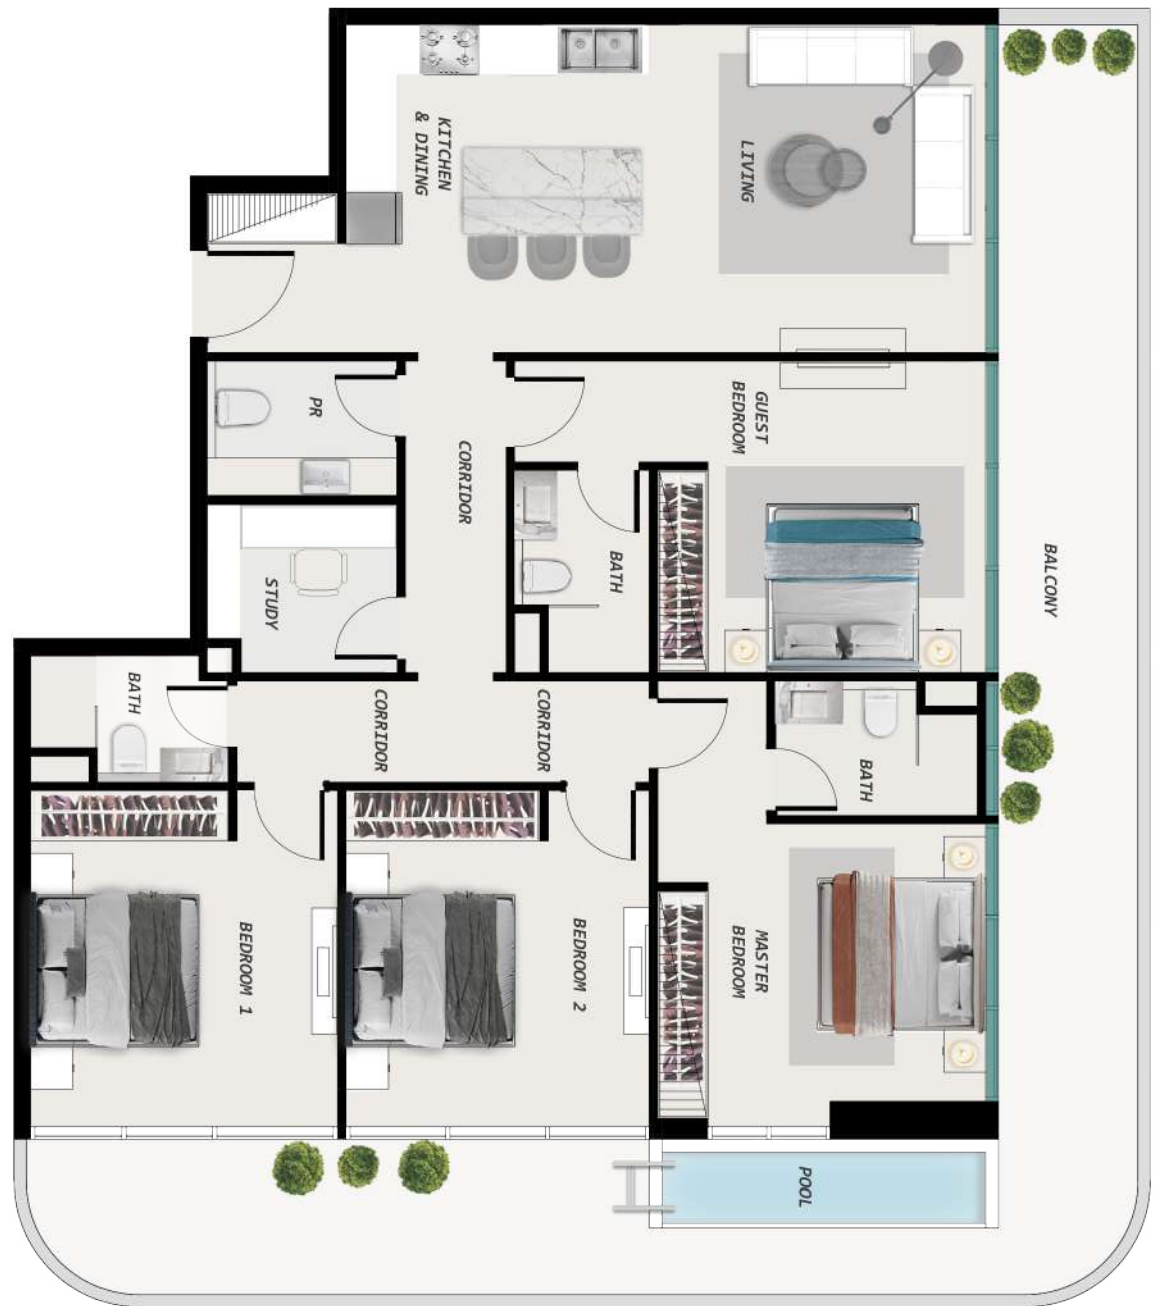 KITCHEN
& DINING
LIVING
GUEST
BEDROOM
PR
CORRIDOR
BATH
STUDY
BALCONY
BATH
CORRIDOR
CORRIDOR
BATH
BEDROOM 1
BEDROOM 2
MASTER
BEDROOM
POOL